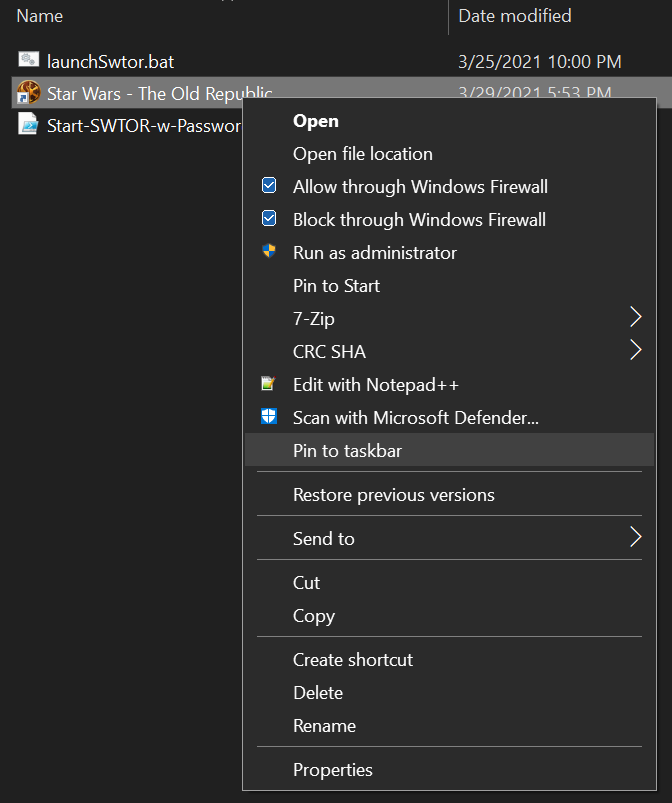 Name Date modified
launchSwtor.bat 3/25/2021 10:00 PM
Star Wars - The Old Republic 3/29/2021 5:53 PM
Start-SWTOR-w-Passwor
Open
Open file location
Allow through Windows Firewall
Block through Windows Firewall
Run as administrator
Pin to Start
7-Zip
CRC SHA
Edit with Notepad++
Scan with Microsoft Defender...
Pin to taskbar
Restore previous versions
Send to
Cut
Copy
Create shortcut
Delete
Rename
Properties